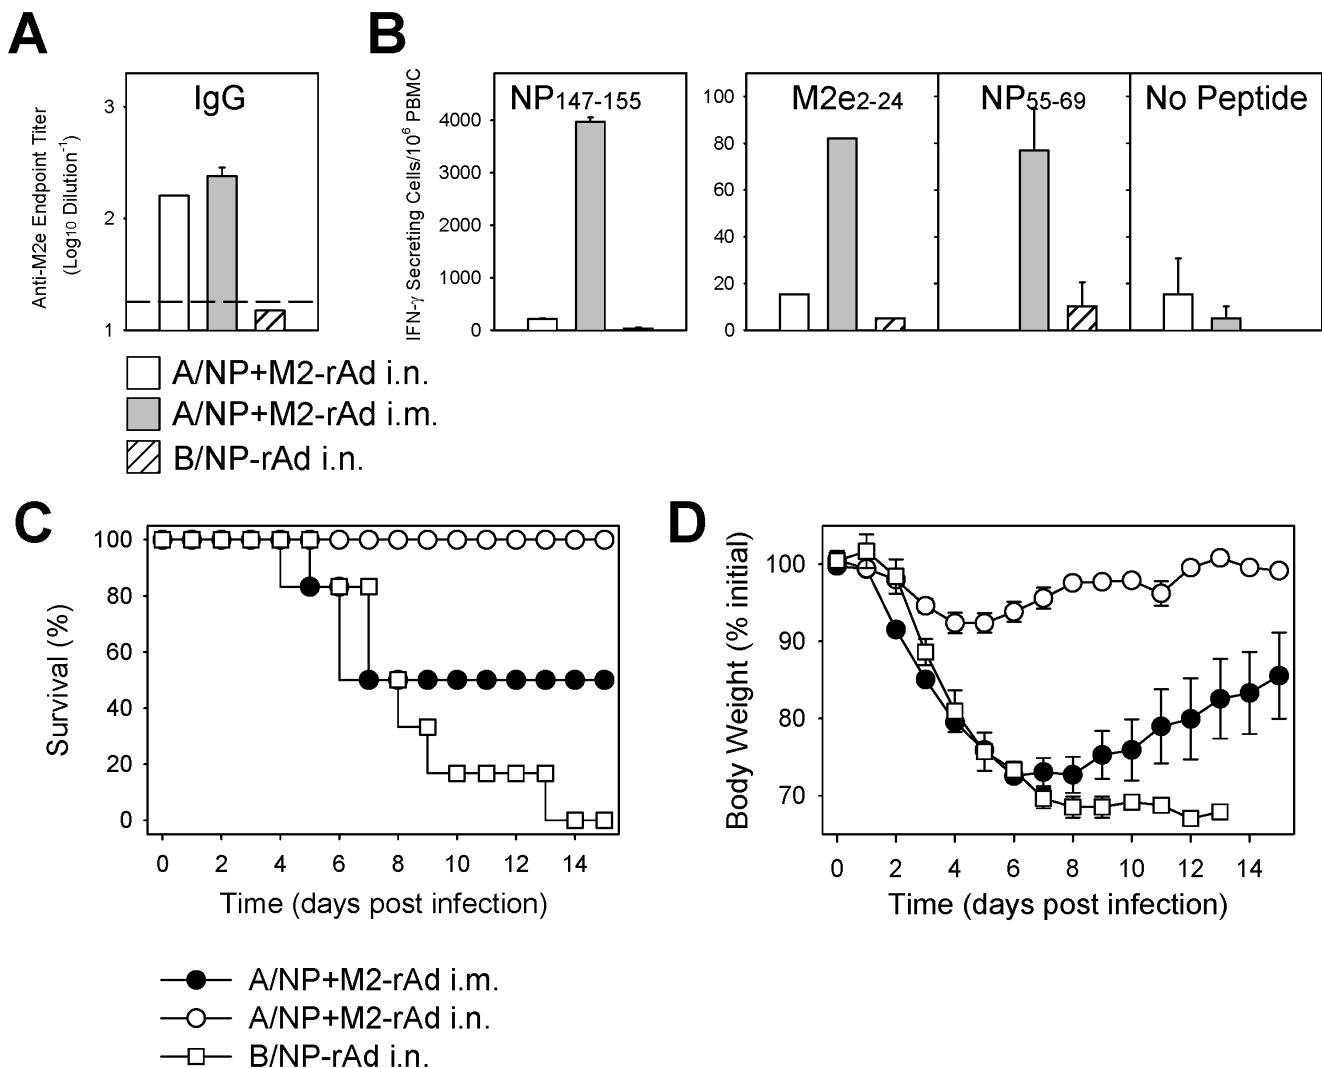 A
B
IgG
Anti-M2e Endpoint Titer
(Log10 Dilution-1)
3
2
1
IFN-γ Secreting Cells/10^6 PBMC
NP147-155
4000
3000
2000
1000
0
M2e2-24
NP55-69
No Peptide
100
80
60
40
20
0
A/NP+M2-rAd i.n.
A/NP+M2-rAd i.m.
B/NP-rAd i.n.
C
D
Survival (%)
100
80
60
40
20
0
0 2 4 6 8 10 12 14
Time (days post infection)
Body Weight (% initial)
100
90
80
70
0 2 4 6 8 10 12 14
Time (days post infection)
A/NP+M2-rAd i.m.
A/NP+M2-rAd i.n.
B/NP-rAd i.n.